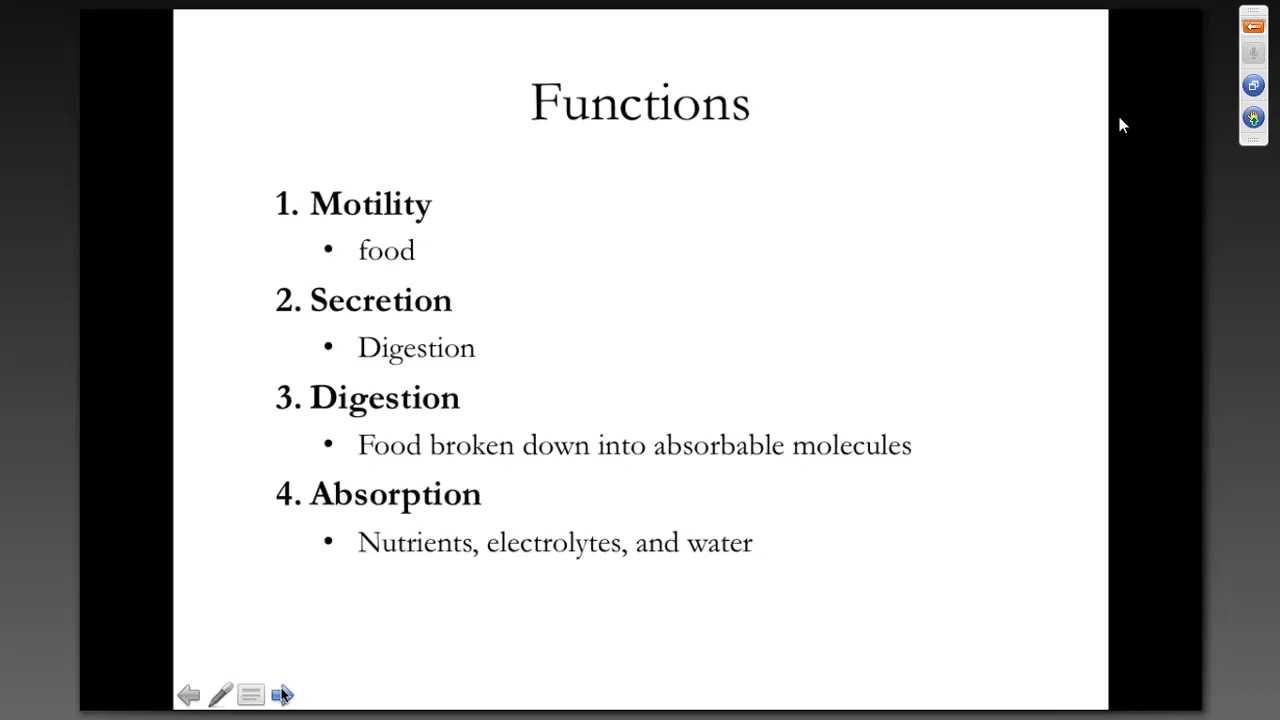 Functions
1. Motility
• food
2. Secretion
• Digestion
3. Digestion
• Food broken down into absorbable molecules
4. Absorption
• Nutrients, electrolytes, and water